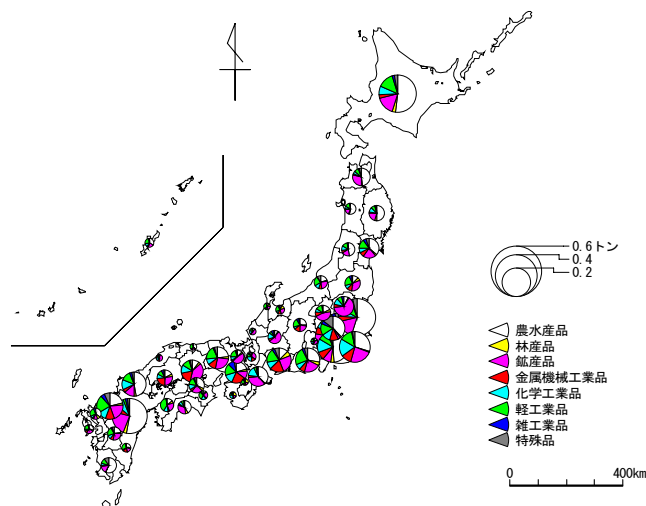 0.6トン
0.4
0.2
農水産品
林産品
鉱産品
金属機械工業品
化学工業品
軽工業品
雑工業品
特殊品
0 400km